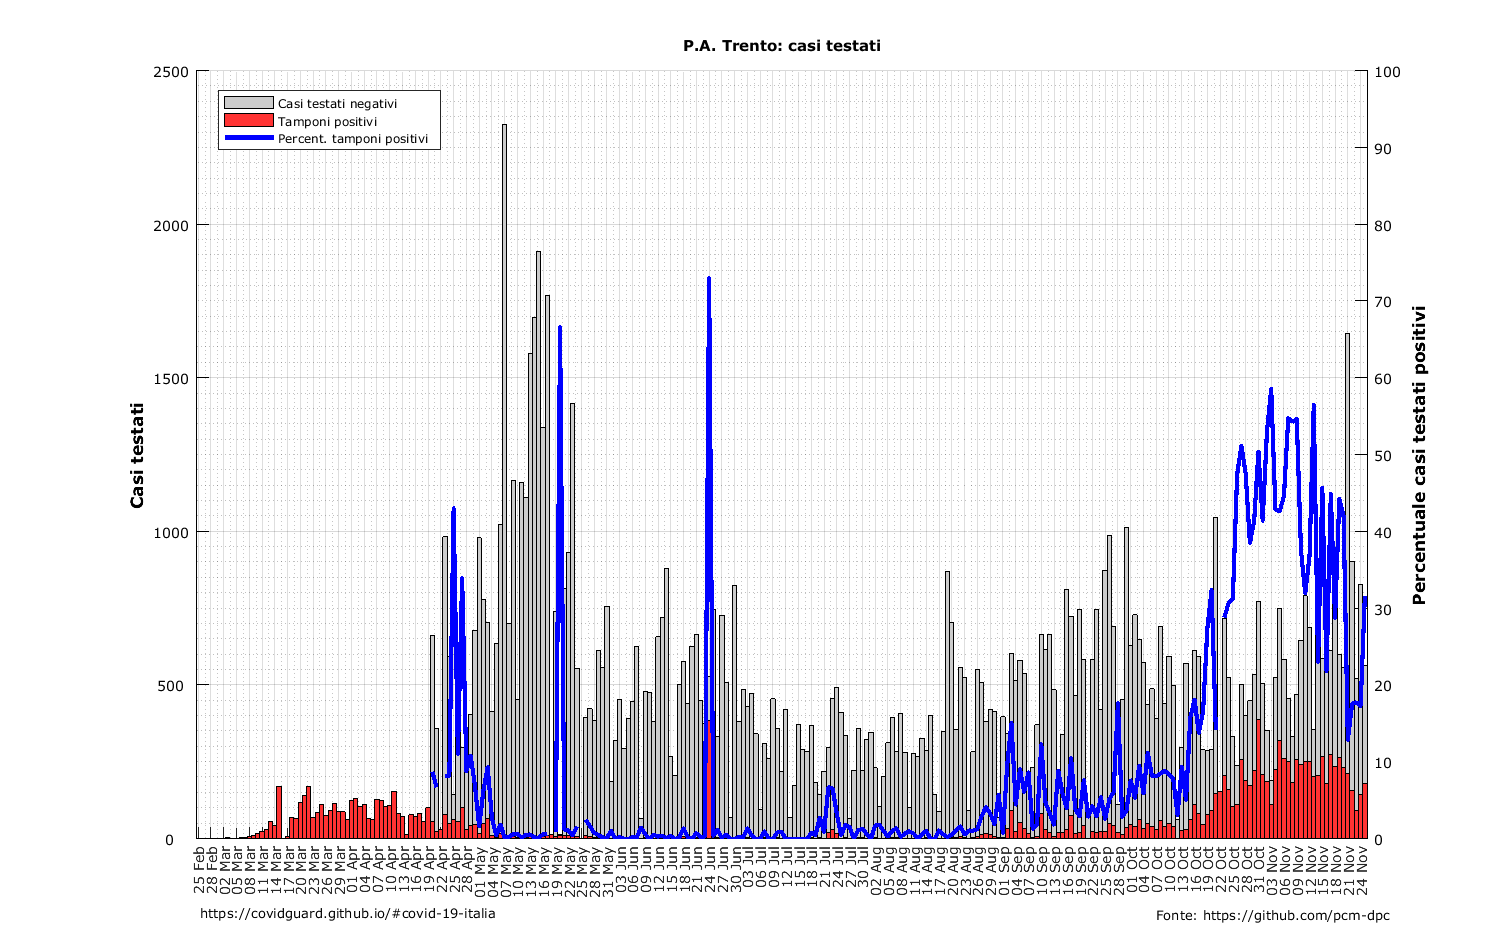 P.A. Trento: casi testati
Casi testati negativi
Tamponi positivi
Percent. tamponi positivi
Casi testati
2500
2000
1500
1000
500
0
100
90
80
70
60
50
40
30
20
10
0
Percentuale casi testati positivi
25 Feb
28 Feb
02 Mar
05 Mar
08 Mar
11 Mar
14 Mar
17 Mar
20 Mar
23 Mar
26 Mar
29 Mar
01 Apr
04 Apr
07 Apr
10 Apr
13 Apr
16 Apr
19 Apr
22 Apr
25 Apr
28 Apr
01 May
04 May
07 May
10 May
13 May
16 May
19 May
22 May
25 May
28 May
31 May
03 Jun
06 Jun
09 Jun
12 Jun
15 Jun
18 Jun
21 Jun
24 Jun
27 Jun
30 Jun
03 Jul
06 Jul
09 Jul
12 Jul
15 Jul
18 Jul
21 Jul
24 Jul
27 Jul
30 Jul
02 Aug
05 Aug
08 Aug
11 Aug
14 Aug
17 Aug
20 Aug
23 Aug
26 Aug
29 Aug
01 Sep
04 Sep
07 Sep
10 Sep
13 Sep
16 Sep
19 Sep
22 Sep
25 Sep
28 Sep
01 Oct
04 Oct
07 Oct
10 Oct
13 Oct
16 Oct
19 Oct
22 Oct
25 Oct
28 Oct
31 Oct
03 Nov
06 Nov
09 Nov
12 Nov
15 Nov
18 Nov
21 Nov
24 Nov
https://covidguard.github.io/#covid-19-italia
Fonte: https://github.com/pcm-dpc